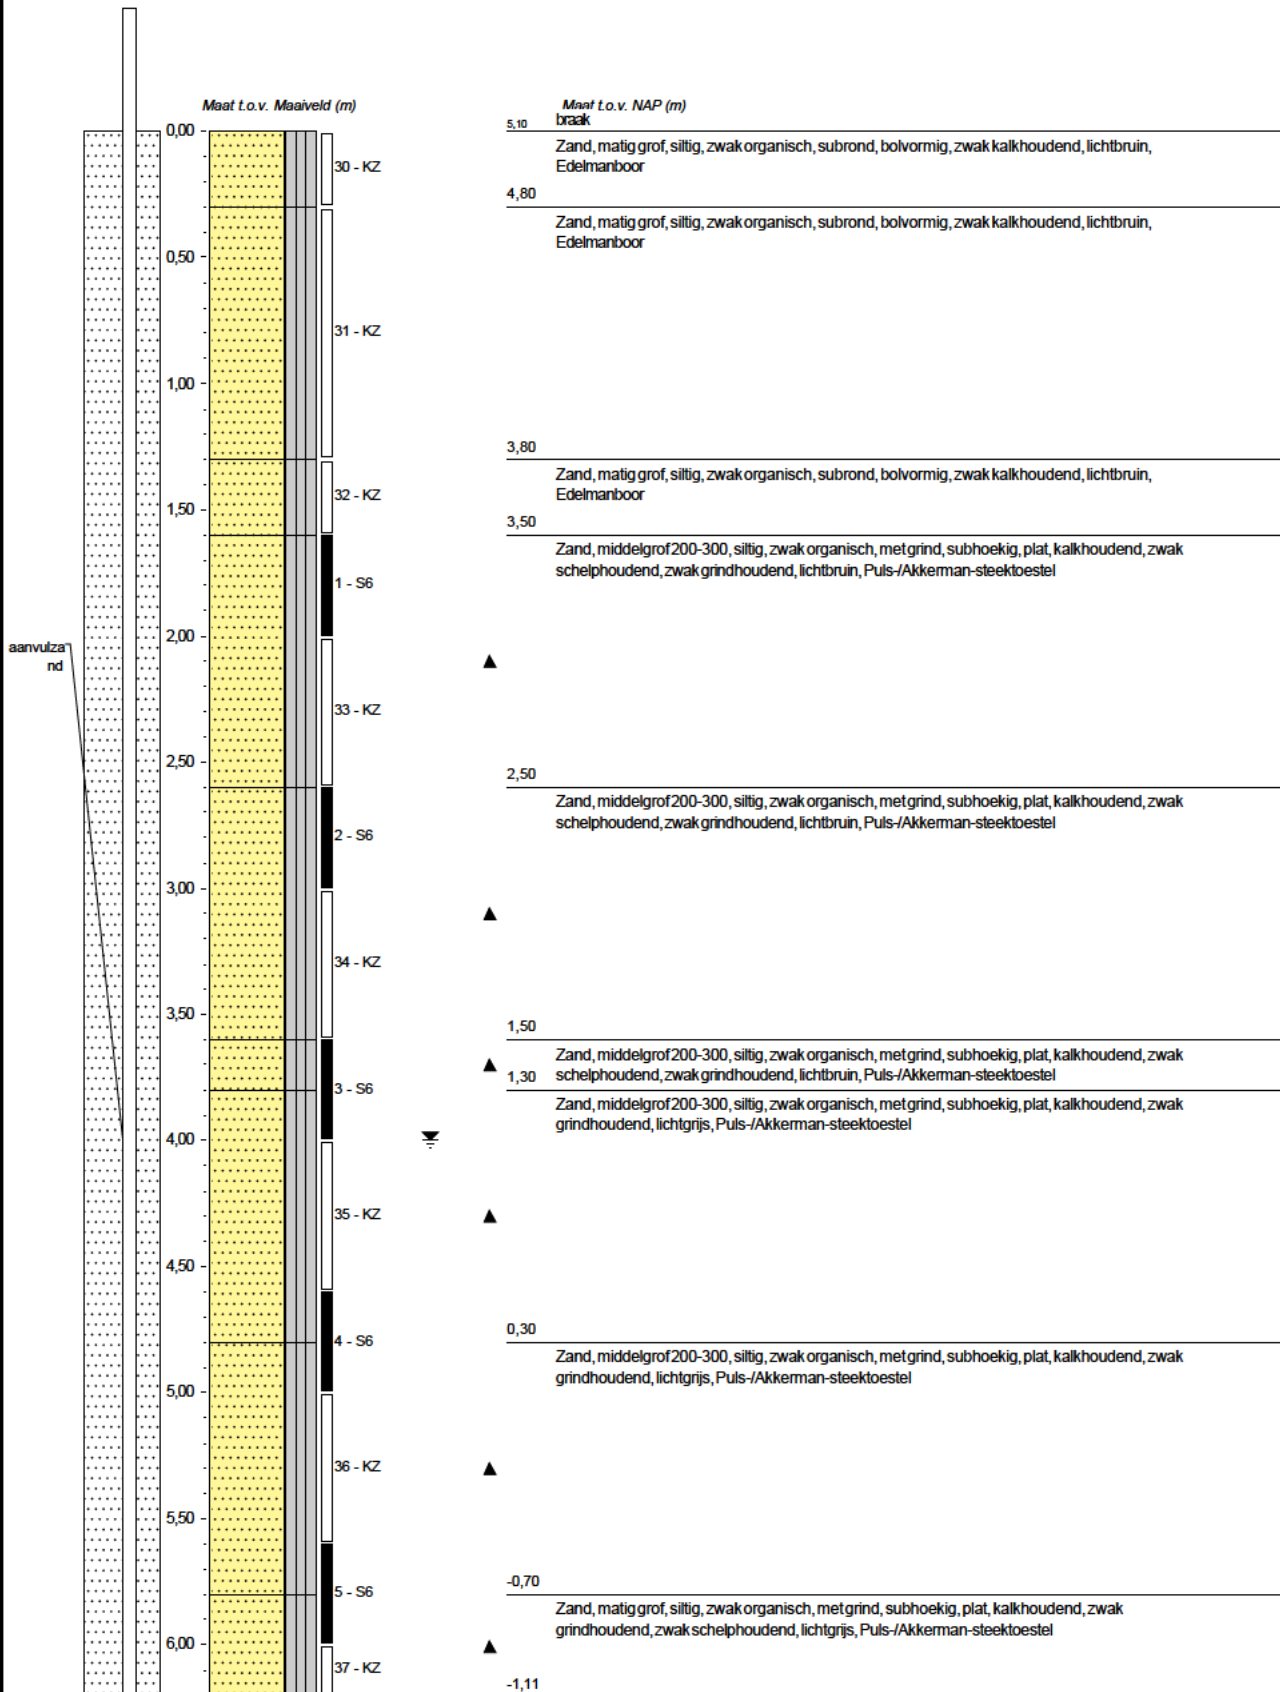 Maat t.o.v. Maaiveld (m)
Maat t.o.v. NAP (m)
0,00
5,10
braak
Zand, matig grof, siltig, zwak organisch, subrond, bolvormig, zwak kalkhoudend, lichtbruin,
Edelmanboor
30 - KZ
4,80
Zand, matig grof, siltig, zwak organisch, subrond, bolvormig, zwak kalkhoudend, lichtbruin,
Edelmanboor
0,50
31 - KZ
1,00
3,80
Zand, matig grof, siltig, zwak organisch, subrond, bolvormig, zwak kalkhoudend, lichtbruin,
Edelmanboor
32 - KZ
1,50
3,50
Zand, middelgrof 200-300, siltig, zwak organisch, met grind, subhoekig, plat, kalkhoudend, zwak
schelphoudend, zwak grindhoudend, lichtbruin, Puls-/Akkerman-steektoestel
1 - S6
2,00
aanvulza
nd
33 - KZ
2,50
2,50
Zand, middelgrof 200-300, siltig, zwak organisch, met grind, subhoekig, plat, kalkhoudend, zwak
schelphoudend, zwak grindhoudend, lichtbruin, Puls-/Akkerman-steektoestel
2 - S6
3,00
34 - KZ
3,50
1,50
Zand, middelgrof 200-300, siltig, zwak organisch, met grind, subhoekig, plat, kalkhoudend, zwak
schelphoudend, zwak grindhoudend, lichtbruin, Puls-/Akkerman-steektoestel
1,30
3 - S6
Zand, middelgrof 200-300, siltig, zwak organisch, met grind, subhoekig, plat, kalkhoudend, zwak
grindhoudend, lichtgrijs, Puls-/Akkerman-steektoestel
4,00
35 - KZ
4,50
0,30
4 - S6
Zand, middelgrof 200-300, siltig, zwak organisch, met grind, subhoekig, plat, kalkhoudend, zwak
grindhoudend, lichtgrijs, Puls-/Akkerman-steektoestel
5,00
36 - KZ
5,50
-0,70
5 - S6
Zand, matig grof, siltig, zwak organisch, met grind, subhoekig, plat, kalkhoudend, zwak
grindhoudend, zwak schelphoudend, lichtgrijs, Puls-/Akkerman-steektoestel
6,00
37 - KZ
-1,11